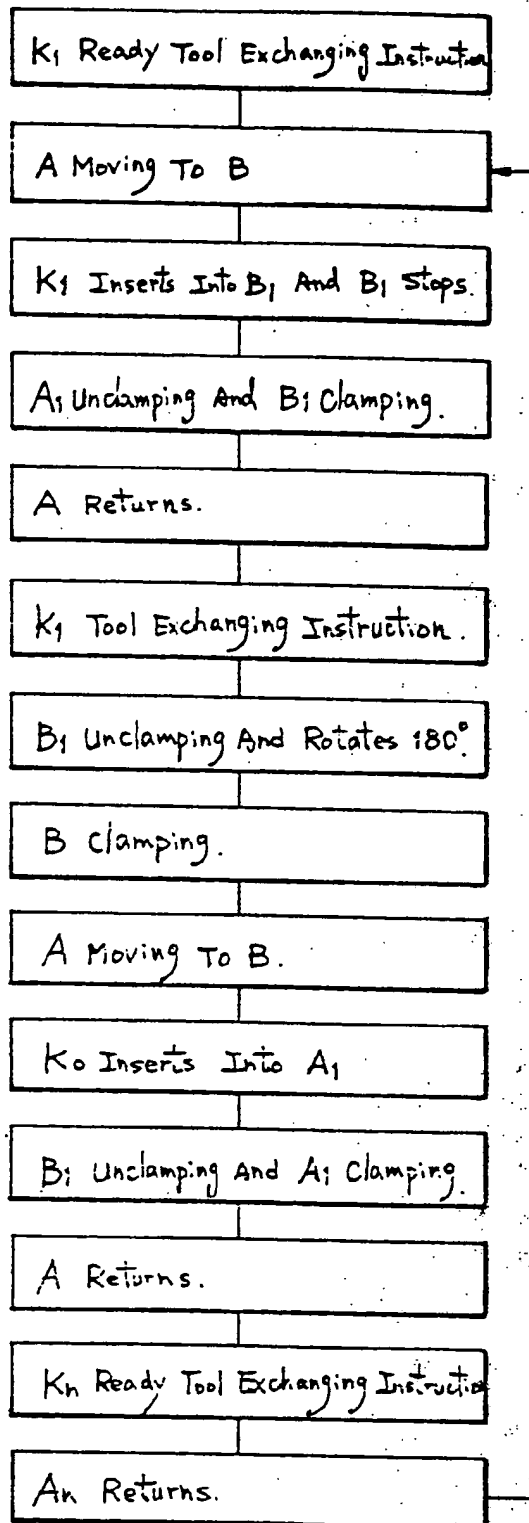 K1 Ready Tool Exchanging Instruction
A Moving To B
K1 Inserts Into B1 And B1 Stops.
A1 Unclamping And B1 Clamping.
A Returns.
K1 Tool Exchanging Instruction.
B1 Unclamping And Rotates 180°.
B Clamping.
A Moving To B.
Ko Inserts Into A1
B1 Unclamping And A1 Clamping.
A Returns.
Kn Ready Tool Exchanging Instruction
An Returns.